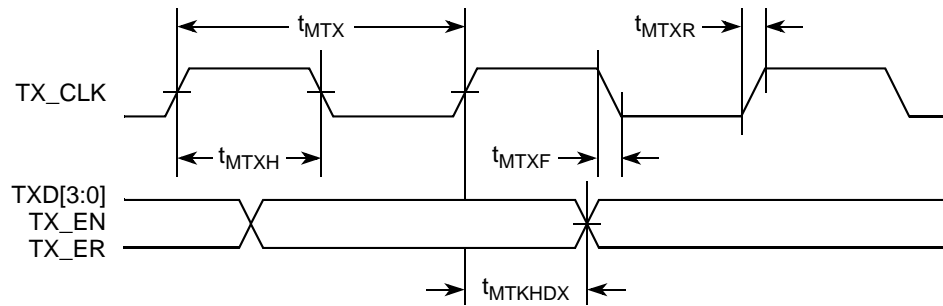 tMTX
tMTXR
TX_CLK
tMTXH
tMTXF
TXD[3:0]
TX_EN
TX_ER
tMTKHDX